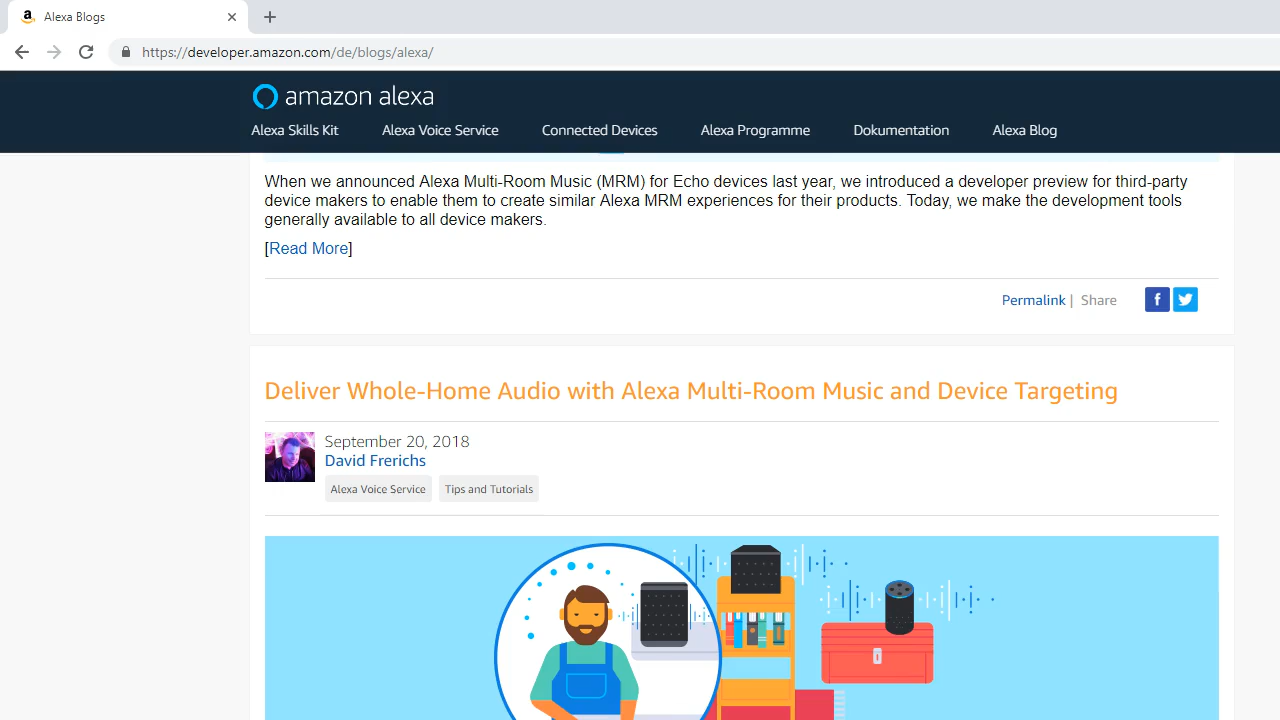 Alexa Blogs
https://developer.amazon.com/de/blogs/alexa/
amazon alexa
Alexa Skills Kit Alexa Voice Service Connected Devices Alexa Programme Dokumentation Alexa Blog
When we announced Alexa Multi-Room Music (MRM) for Echo devices last year, we introduced a developer preview for third-party
device makers to enable them to create similar Alexa MRM experiences for their products. Today, we make the development tools
generally available to all device makers.
[Read More]
Permalink | Share
Deliver Whole-Home Audio with Alexa Multi-Room Music and Device Targeting
September 20, 2018
David Frerichs
Alexa Voice Service Tips and Tutorials